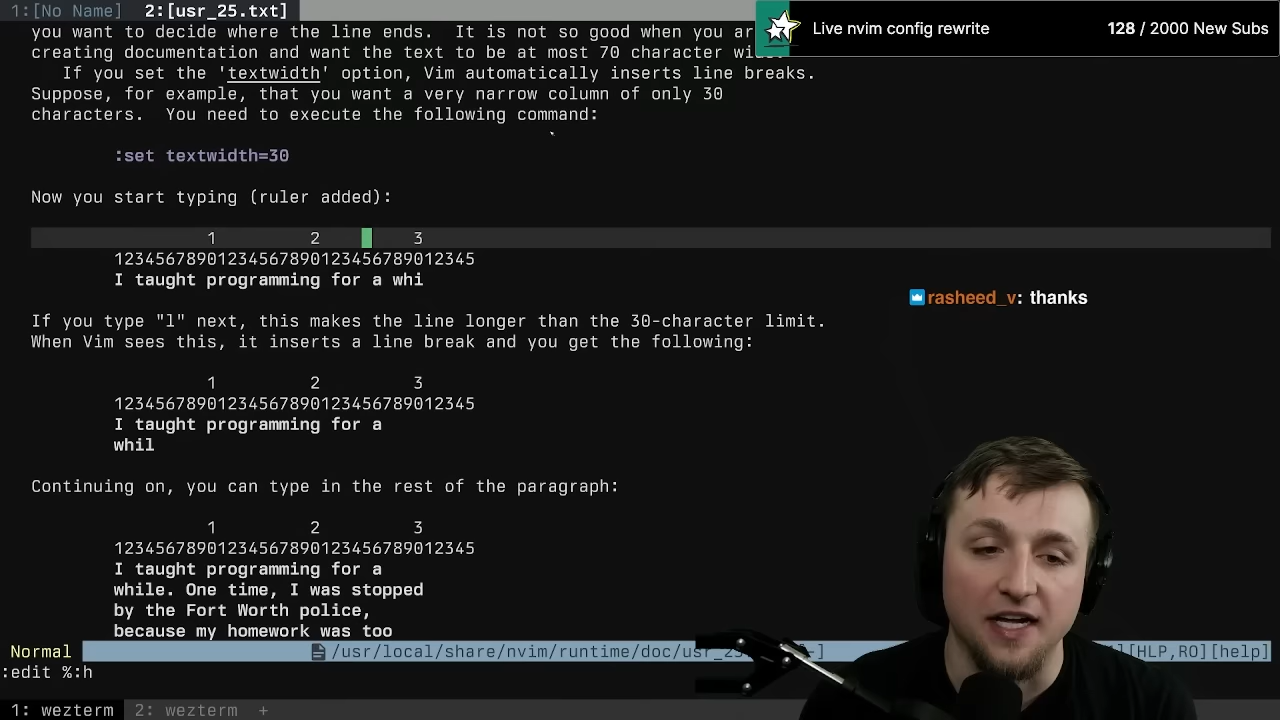 1:[No Name]  2:[usr_25.txt]
Live nvim config rewrite 128 / 2000 New Subs
you want to decide where the line ends.  It is not so good when you
creating documentation and want the text to be at most 70 character
If you set the 'textwidth' option, Vim automatically inserts line breaks.
Suppose, for example, that you want a very narrow column of only 30
characters.  You need to execute the following command:
:set textwidth=30
Now you start typing (ruler added):
1 2 3
12345678901234567890123456789012345
I taught programming for a whi
rasheed_v: thanks
If you type "l" next, this makes the line longer than the 30-character limit.
When Vim sees this, it inserts a line break and you get the following:
1 2 3
12345678901234567890123456789012345
I taught programming for a
whil
Continuing on, you can type in the rest of the paragraph:
1 2 3
12345678901234567890123456789012345
I taught programming for a
while. One time, I was stopped
by the Fort Worth police,
because my homework was too
Normal /usr/local/share/nvim/runtime/doc/usr_25 [HLP,RO][help]
:edit %:h
1: wezterm 2: wezterm +